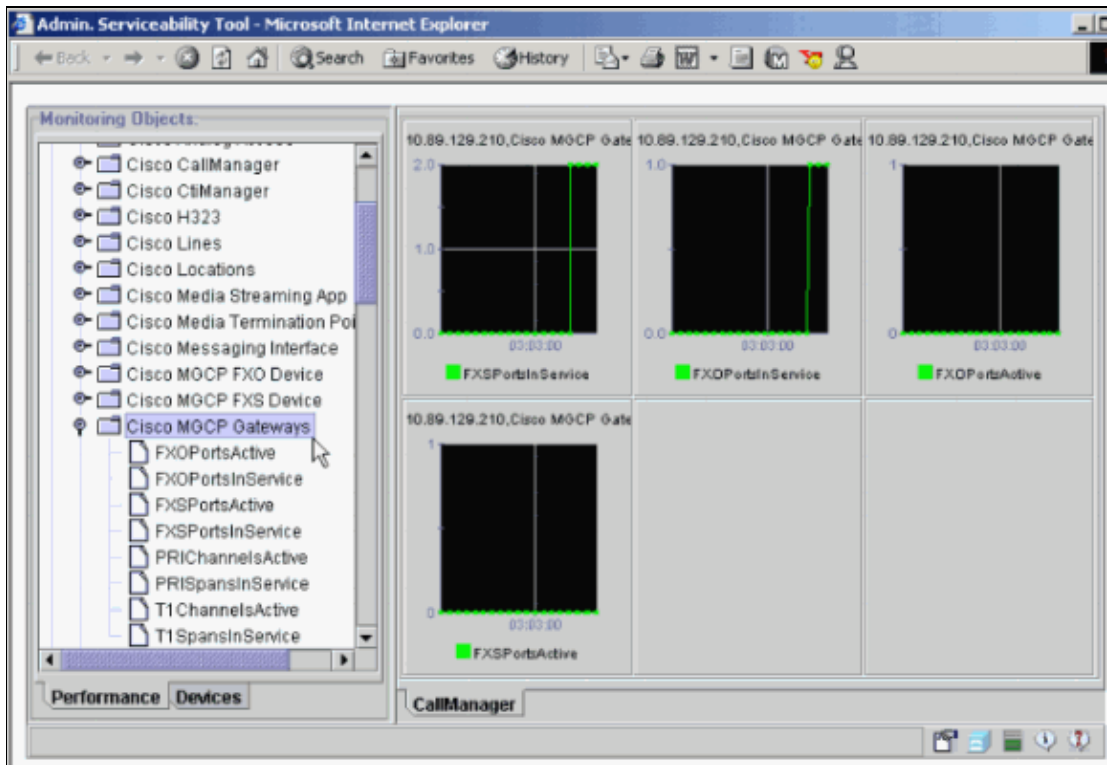 Admin. Serviceability Tool - Microsoft Internet Explorer
Back
Search
Favorites
History
Monitoring Objects:
Cisco CallManager
Cisco CtiManager
Cisco H323
Cisco Lines
Cisco Locations
Cisco Media Streaming App
Cisco Media Termination Poi
Cisco Messaging Interface
Cisco MGCP FXO Device
Cisco MGCP FXS Device
Cisco MGCP Gateways
FXOPortsActive
FXOPortsInService
FXSPortsActive
FXSPortsInService
PRIChannelsActive
PRISpansInService
T1ChannelsActive
T1SpansInService
Performance
Devices
10.89.129.210,Cisco MGCP Gate
2.0
1.0
0.0
03:03:00
FXSPortsInService
10.89.129.210,Cisco MGCP Gate
1.0
0.0
03:03:00
FXOPortsInService
10.89.129.210,Cisco MGCP Gate
1
0
03:03:00
FXOPortsActive
10.89.129.210,Cisco MGCP Gate
1
0
03:03:00
FXSPortsActive
CallManager